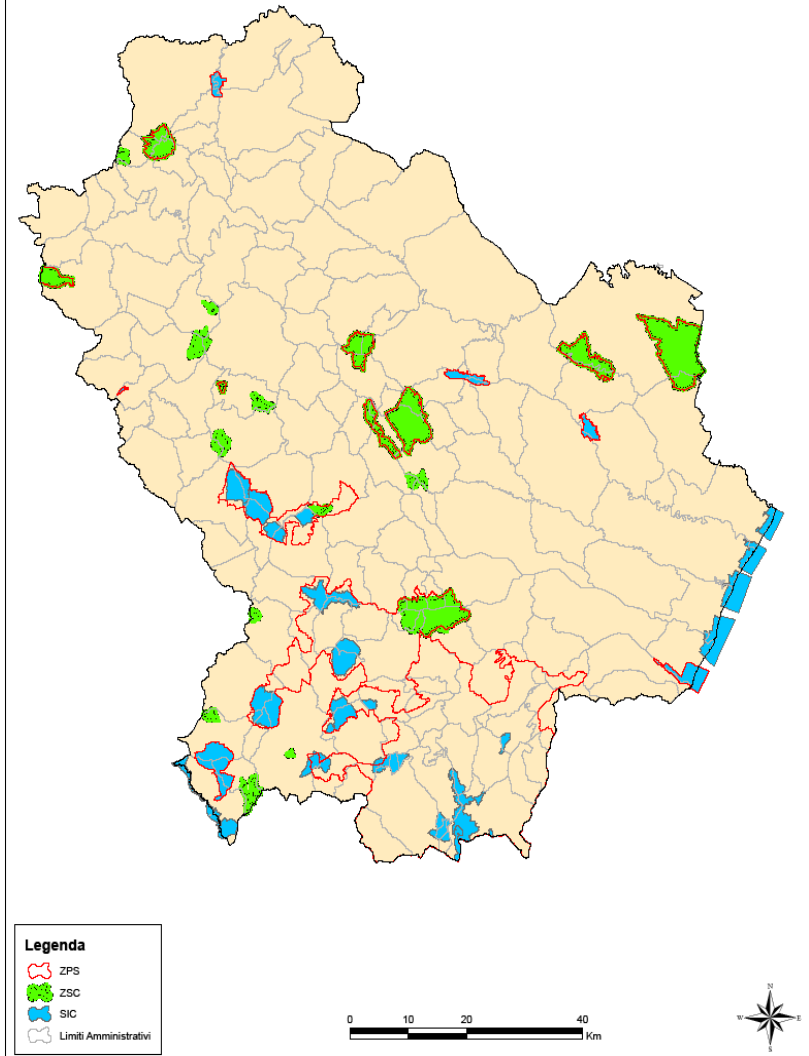 Legenda
ZPS
ZSC
SIC
Limiti Amministrativi
0 10 20 40
Km
N
W E
S